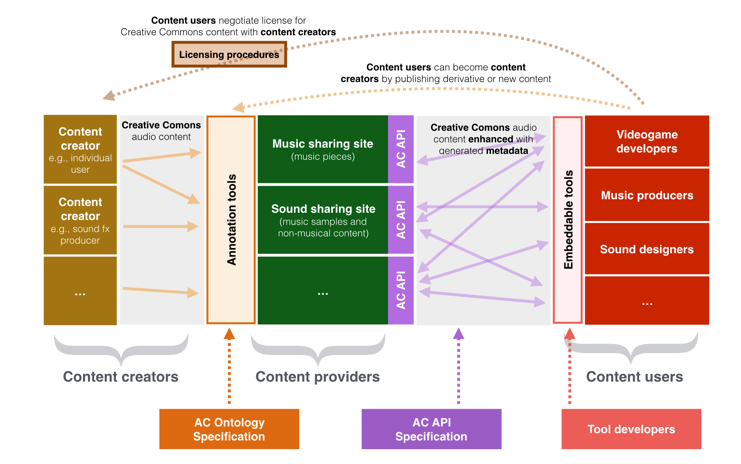 Content users negotiate license for
Creative Commons content with content creators
Licensing procedures
Content users can become content
creators by publishing derivative or new content
Content
creator
e.g., individual
user
Content
creator
e.g., sound fx
producer
...
Creative Comons
audio content
Annotation tools
Music sharing site
(music pieces)
Sound sharing site
(music samples and
non-musical content)
...
AC API
AC API
AC API
Creative Comons audio
content enhanced with
generated metadata
Embeddable tools
Videogame
developers
Music producers
Sound designers
...
Content creators
Content providers
Content users
AC Ontology
Specification
AC API
Specification
Tool developers